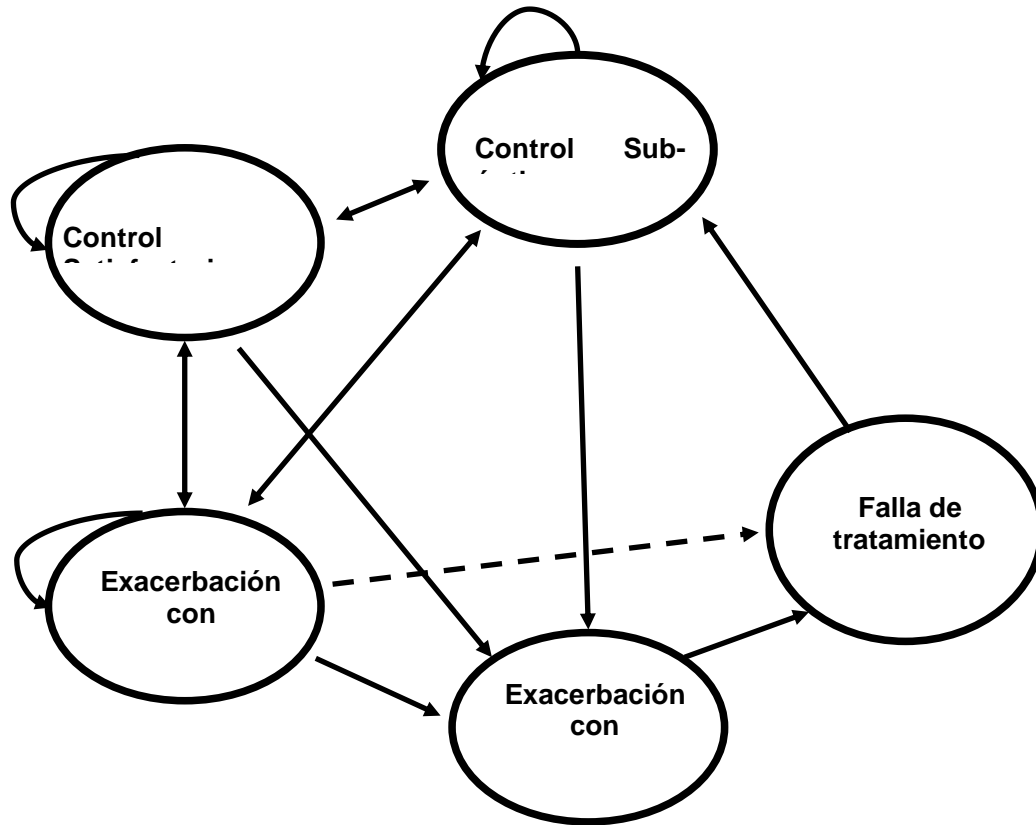 Control Sub-
Control
Exacerbación
con
Exacerbación
con
Falla de
tratamiento